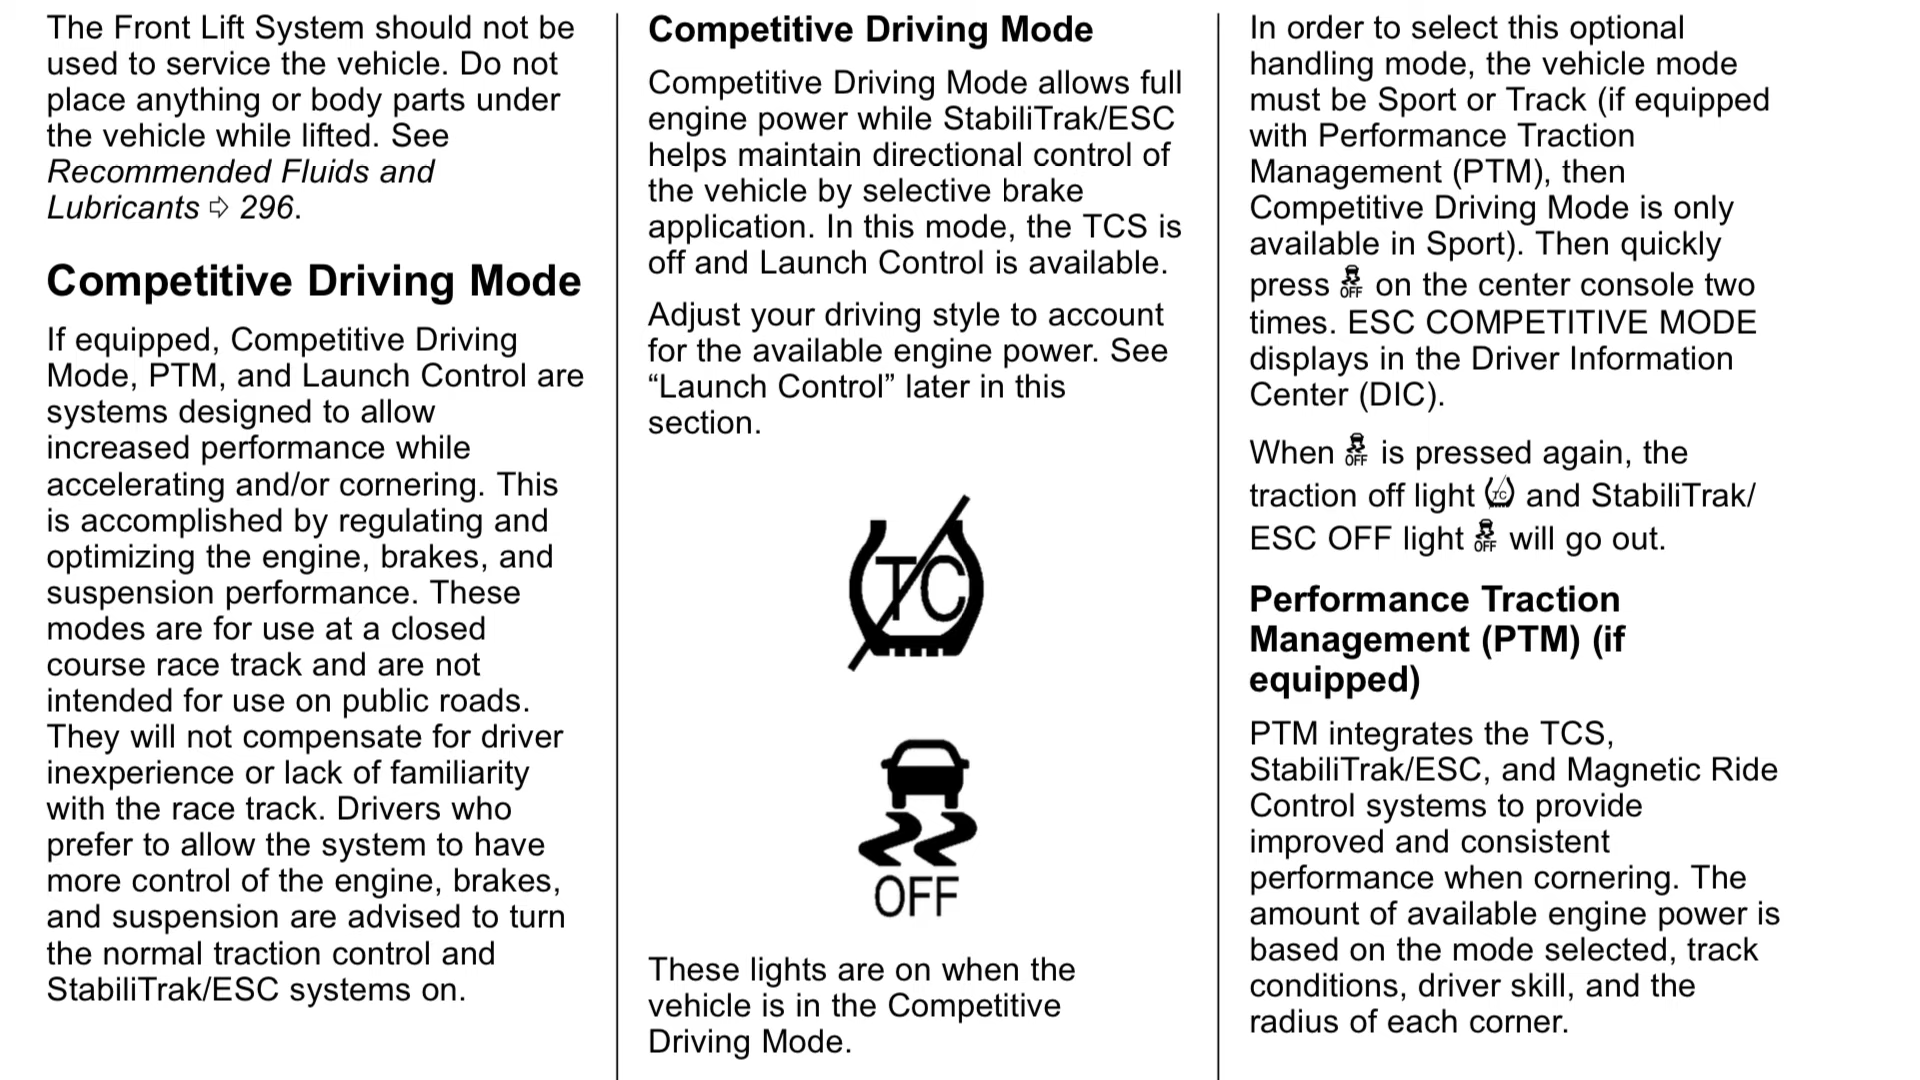 The Front Lift System should not be
used to service the vehicle. Do not
place anything or body parts under
the vehicle while lifted. See
Recommended Fluids and
Lubricants ⇨ 296.
Competitive Driving Mode
If equipped, Competitive Driving
Mode, PTM, and Launch Control are
systems designed to allow
increased performance while
accelerating and/or cornering. This
is accomplished by regulating and
optimizing the engine, brakes, and
suspension performance. These
modes are for use at a closed
course race track and are not
intended for use on public roads.
They will not compensate for driver
inexperience or lack of familiarity
with the race track. Drivers who
prefer to allow the system to have
more control of the engine, brakes,
and suspension are advised to turn
the normal traction control and
StabiliTrak/ESC systems on.
Competitive Driving Mode
Competitive Driving Mode allows full
engine power while StabiliTrak/ESC
helps maintain directional control of
the vehicle by selective brake
application. In this mode, the TCS is
off and Launch Control is available.
Adjust your driving style to account
for the available engine power. See
“Launch Control” later in this
section.
TC
OFF
These lights are on when the
vehicle is in the Competitive
Driving Mode.
In order to select this optional
handling mode, the vehicle mode
must be Sport or Track (if equipped
with Performance Traction
Management (PTM), then
Competitive Driving Mode is only
available in Sport). Then quickly
press OFF on the center console two
times. ESC COMPETITIVE MODE
displays in the Driver Information
Center (DIC).
When OFF is pressed again, the
traction off light TC and StabiliTrak/
ESC OFF light OFF will go out.
Performance Traction
Management (PTM) (if
equipped)
PTM integrates the TCS,
StabiliTrak/ESC, and Magnetic Ride
Control systems to provide
improved and consistent
performance when cornering. The
amount of available engine power is
based on the mode selected, track
conditions, driver skill, and the
radius of each corner.